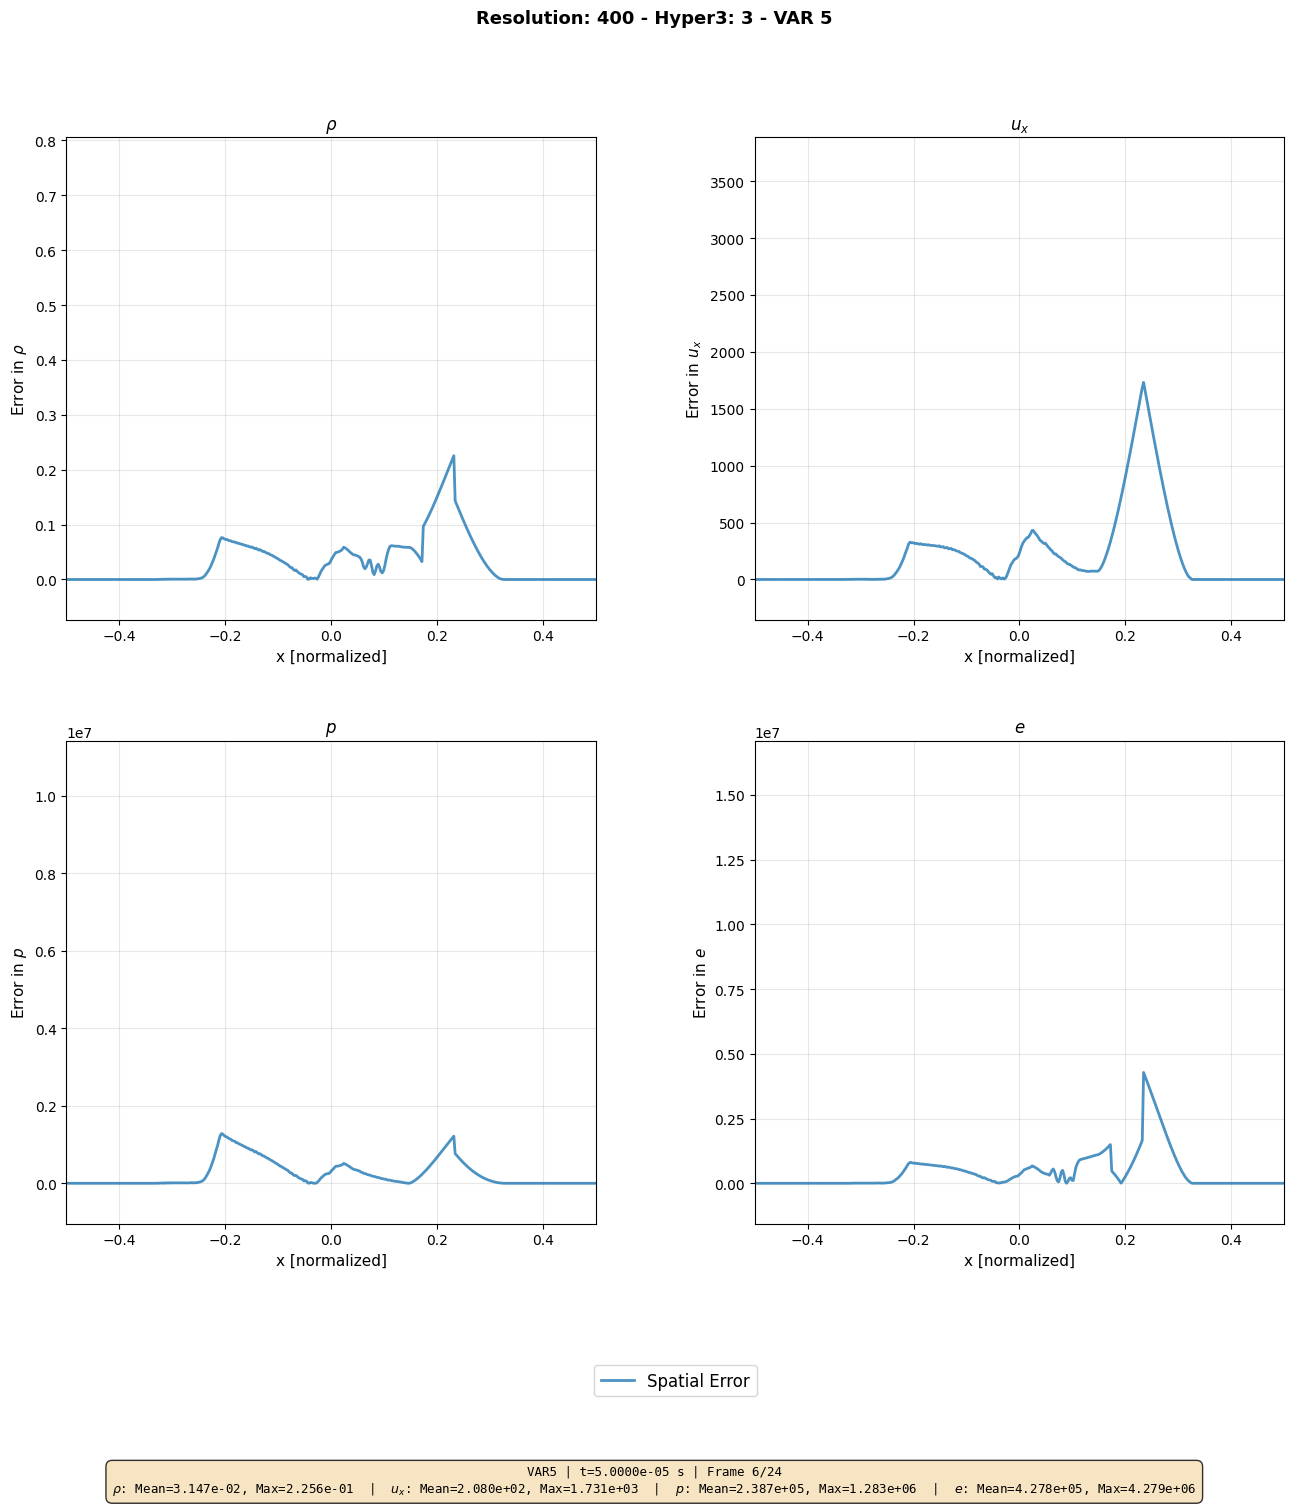 Resolution: 400 - Hyper3: 3 - VAR 5
ρ
0.8
0.7
0.6
0.5
0.4
0.3
0.2
0.1
0.0
Error in ρ
−0.4 −0.2 0.0 0.2 0.4
x [normalized]
u_x
3500
3000
2500
2000
1500
1000
500
0
Error in u_x
−0.4 −0.2 0.0 0.2 0.4
x [normalized]
p
1e7
1.0
0.8
0.6
0.4
0.2
0.0
Error in p
−0.4 −0.2 0.0 0.2 0.4
x [normalized]
e
1e7
1.50
1.25
1.00
0.75
0.50
0.25
0.00
Error in e
−0.4 −0.2 0.0 0.2 0.4
x [normalized]
Spatial Error
VAR5 | t=5.0000e-05 s | Frame 6/24
ρ: Mean=3.147e-02, Max=2.256e-01 | u_x: Mean=2.080e+02, Max=1.731e+03 | p: Mean=2.387e+05, Max=1.283e+06 | e: Mean=4.278e+05, Max=4.279e+06